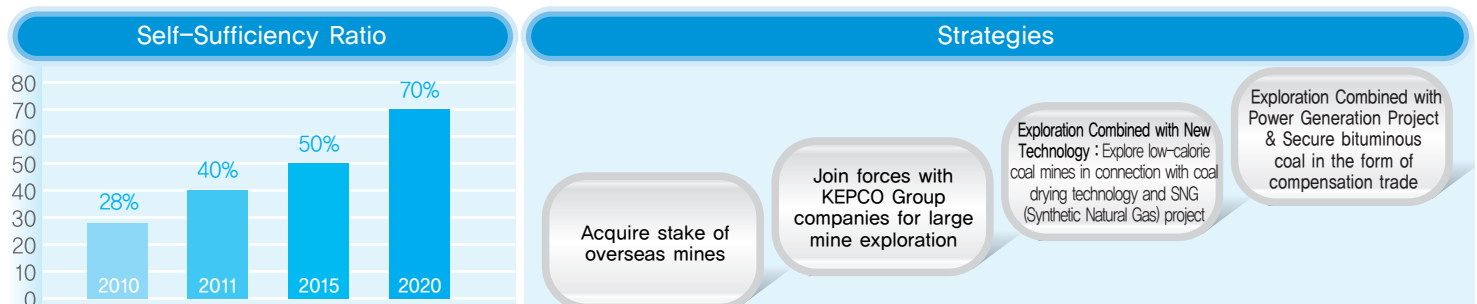 Self-Sufficiency Ratio
80
70
60
50
40
30
20
10
0
28%
40%
50%
70%
2010
2011
2015
2020
Strategies
Acquire stake of
overseas mines
Join forces with
KEPCO Group
companies for large
mine exploration
Exploration Combined with New
Technology : Explore low-calorie
coal mines in connection with coal
drying technology and SNG
(Synthetic Natural Gas) project
Exploration Combined with
Power Generation Project
& Secure bituminous
coal in the form of
compensation trade